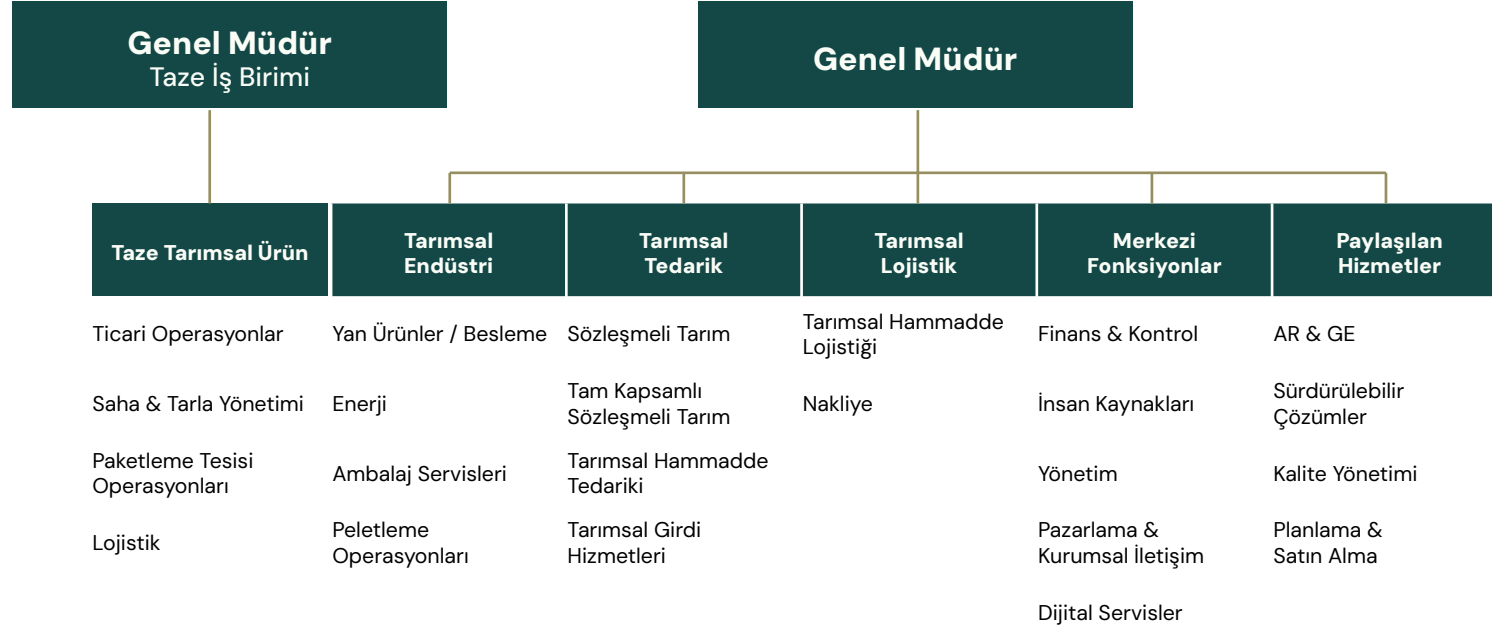 Genel Müdür
Taze İş Birimi
Genel Müdür
Taze Tarımsal Ürün
Tarımsal
Endüstri
Tarımsal
Tedarik
Tarımsal
Lojistik
Merkezi
Fonksiyonlar
Paylaşılan
Hizmetler
Ticari Operasyonlar
Saha & Tarla Yönetimi
Paketleme Tesisi
Operasyonları
Lojistik
Yan Ürünler / Besleme
Enerji
Ambalaj Servisleri
Peletleme
Operasyonları
Sözleşmeli Tarım
Tam Kapsamlı
Sözleşmeli Tarım
Tarımsal Hammadde
Tedariki
Tarımsal Girdi
Hizmetleri
Tarımsal Hammadde
Lojistiği
Nakliye
Finans & Kontrol
İnsan Kaynakları
Yönetim
Pazarlama &
Kurumsal İletişim
Dijital Servisler
AR & GE
Sürdürülebilir
Çözümler
Kalite Yönetimi
Planlama &
Satın Alma